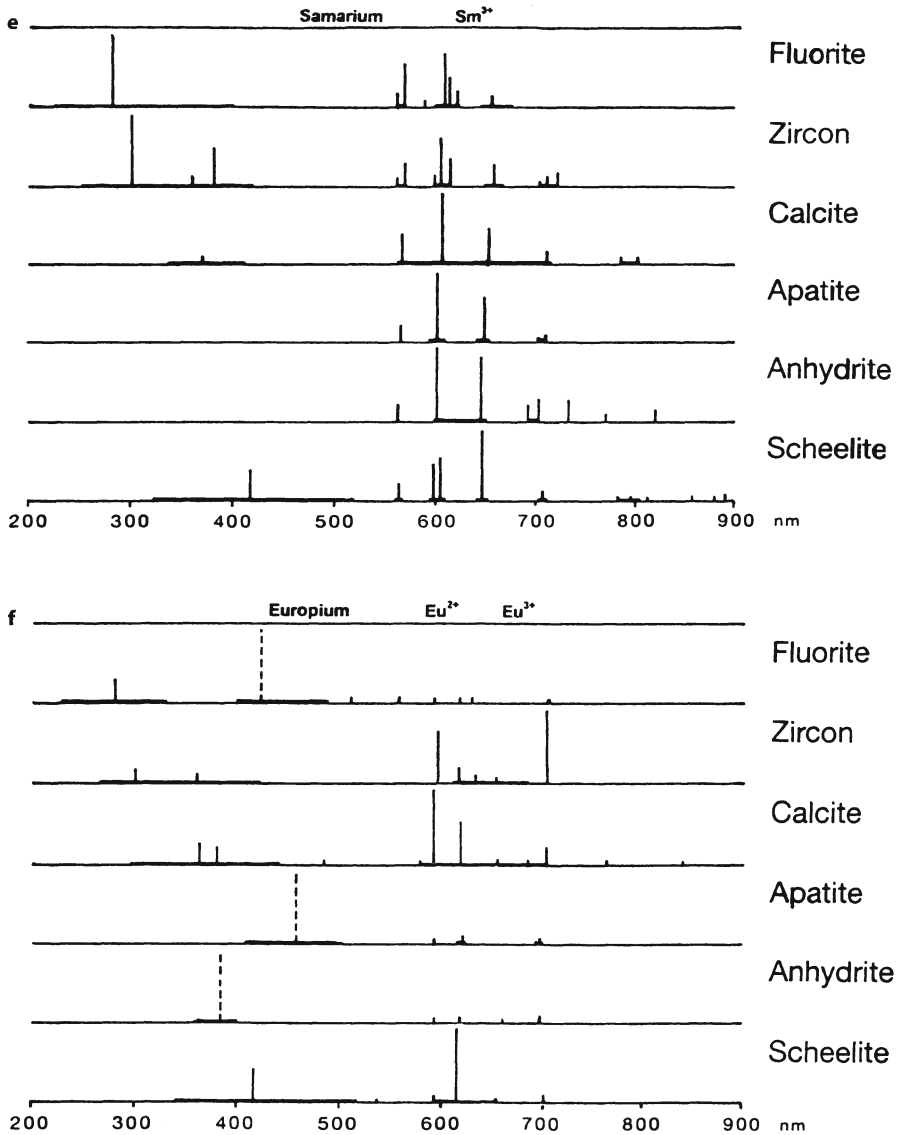 e Samarium Sm³⁺
Fluorite
Zircon
Calcite
Apatite
Anhydrite
Scheelite
200 300 400 500 600 700 800 900 nm
f Europium Eu²⁺ Eu³⁺
Fluorite
Zircon
Calcite
Apatite
Anhydrite
Scheelite
200 300 400 500 600 700 800 900 nm